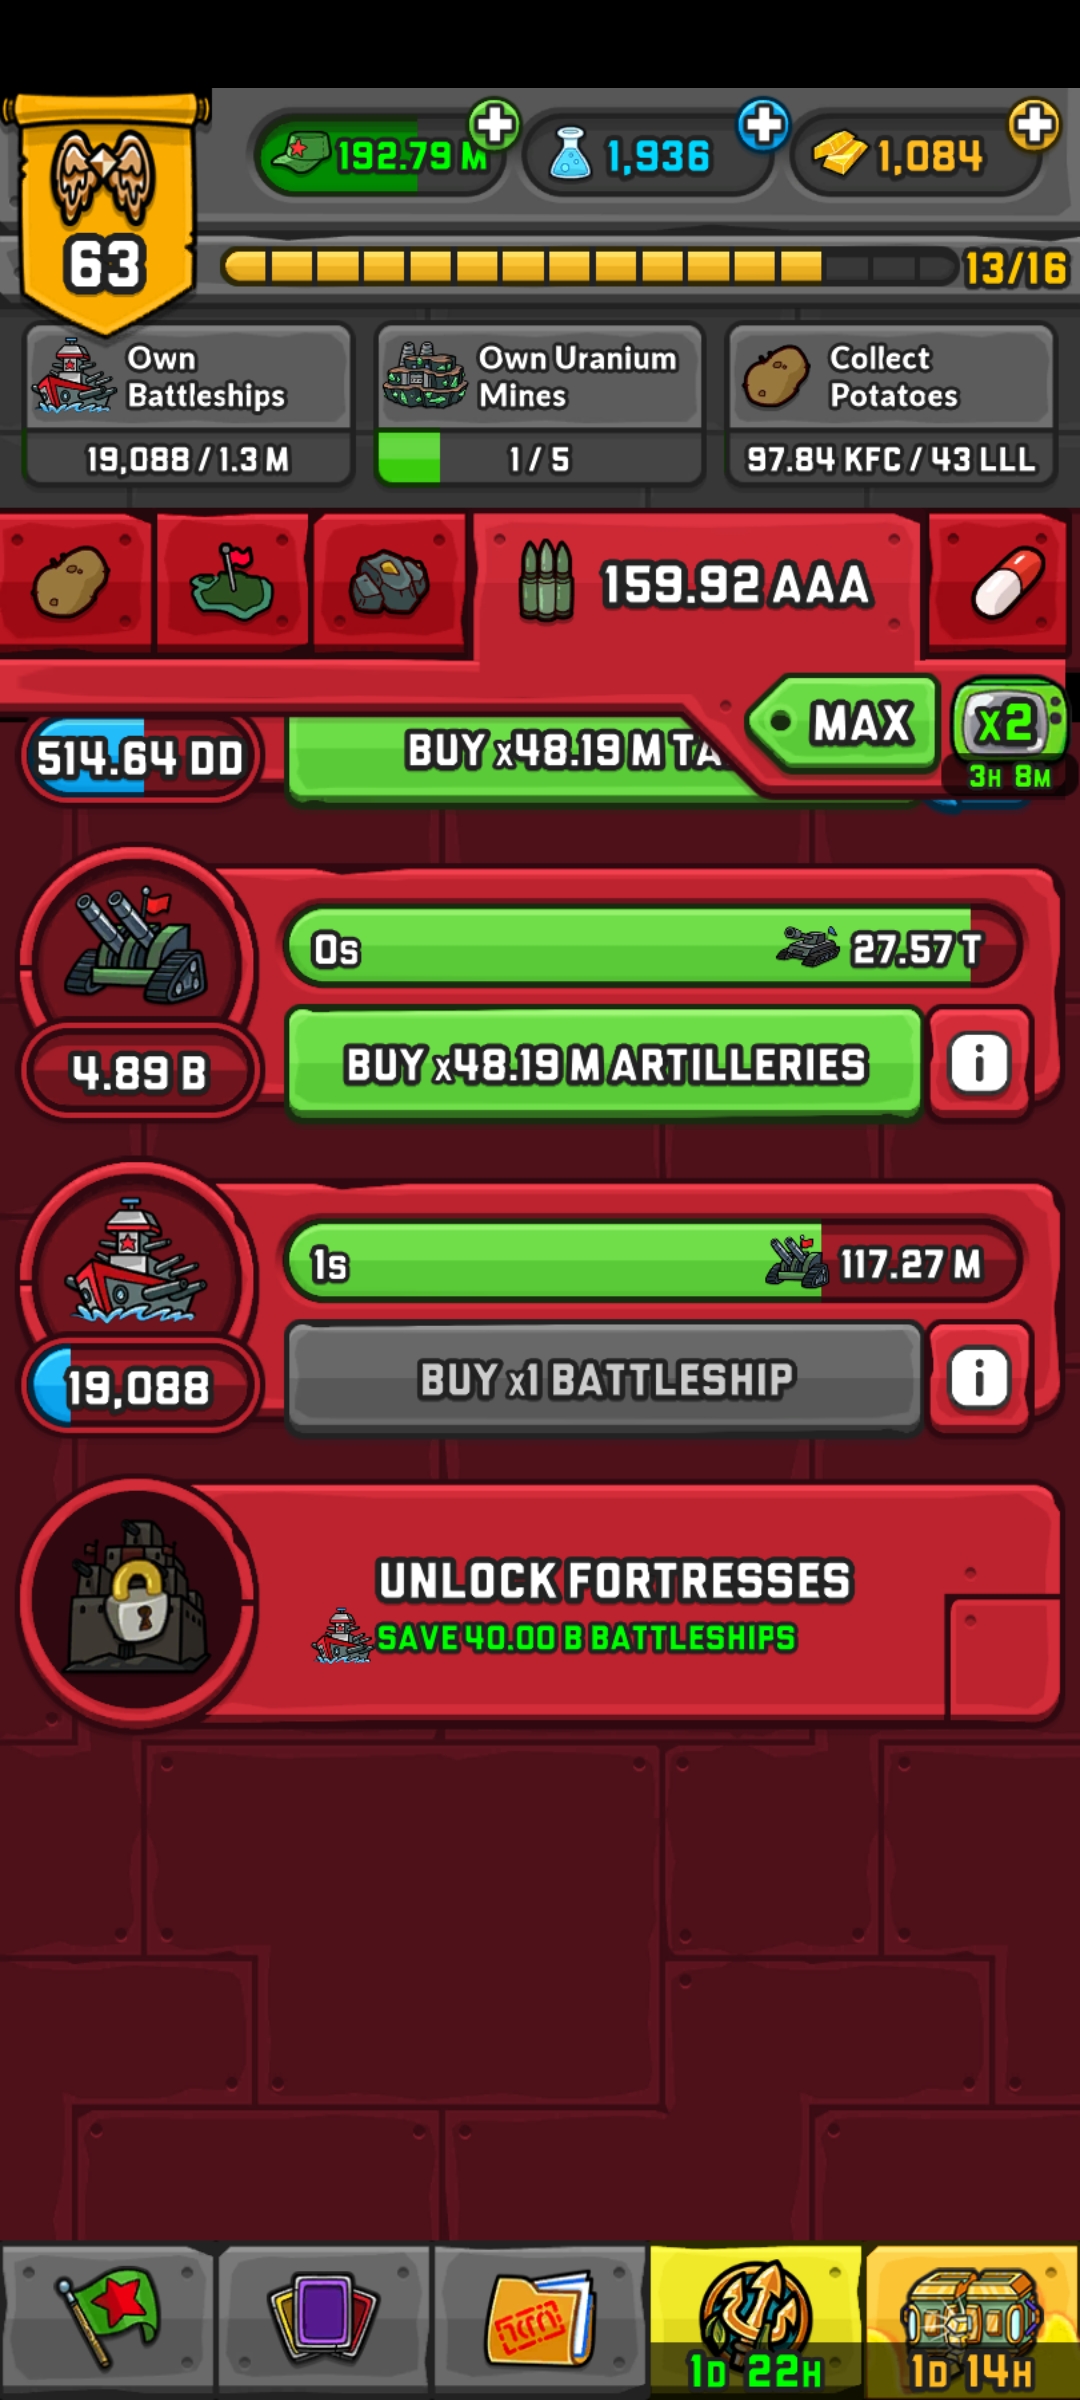 192.79 M
1,936
1,084
63
13/16
Own Battleships
19,088 / 1.3 M
Own Uranium Mines
1 / 5
Collect Potatoes
97.84 KFC / 43 LLL
159.92 AAA
MAX
x2
3H 8M
514.64 DD
BUY x48.19 M TA
0s
27.57 T
4.89 B
BUY x48.19 M ARTILLERIES
i
1s
117.27 M
19,088
BUY x1 BATTLESHIP
i
UNLOCK FORTRESSES
SAVE 40.00 B BATTLESHIPS
1D 22H
1D 14H